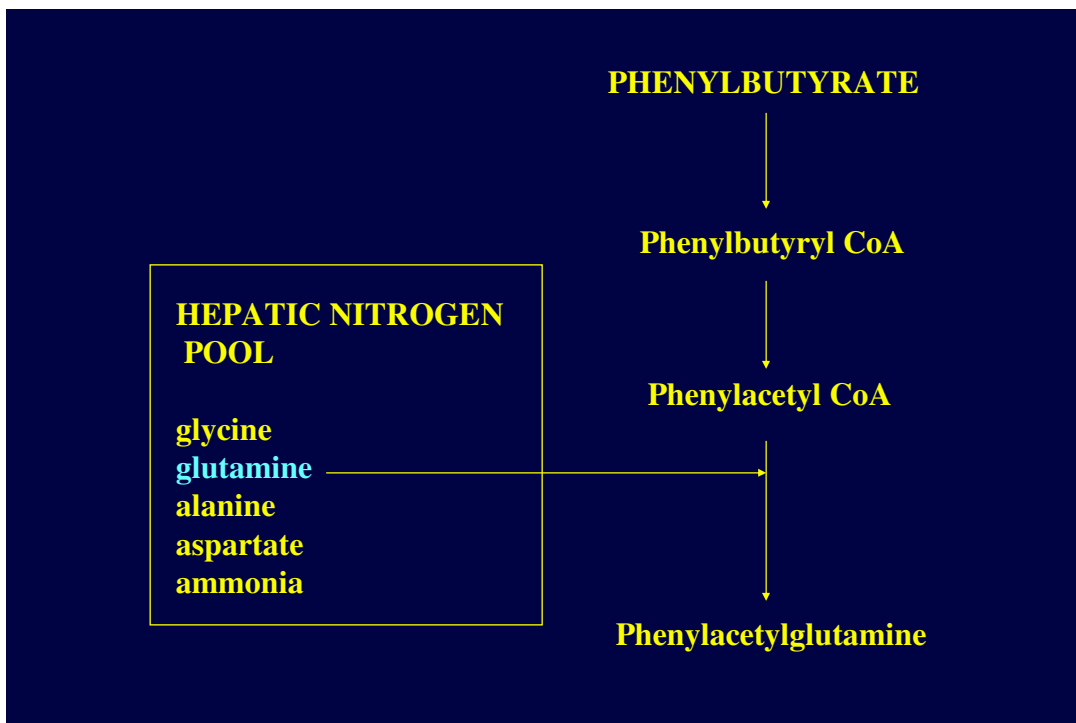 PHENYLBUTYRATE
Phenylbutyryl CoA
HEPATIC NITROGEN
POOL
glycine
glutamine
alanine
aspartate
ammonia
Phenylacetyl CoA
Phenylacetylglutamine